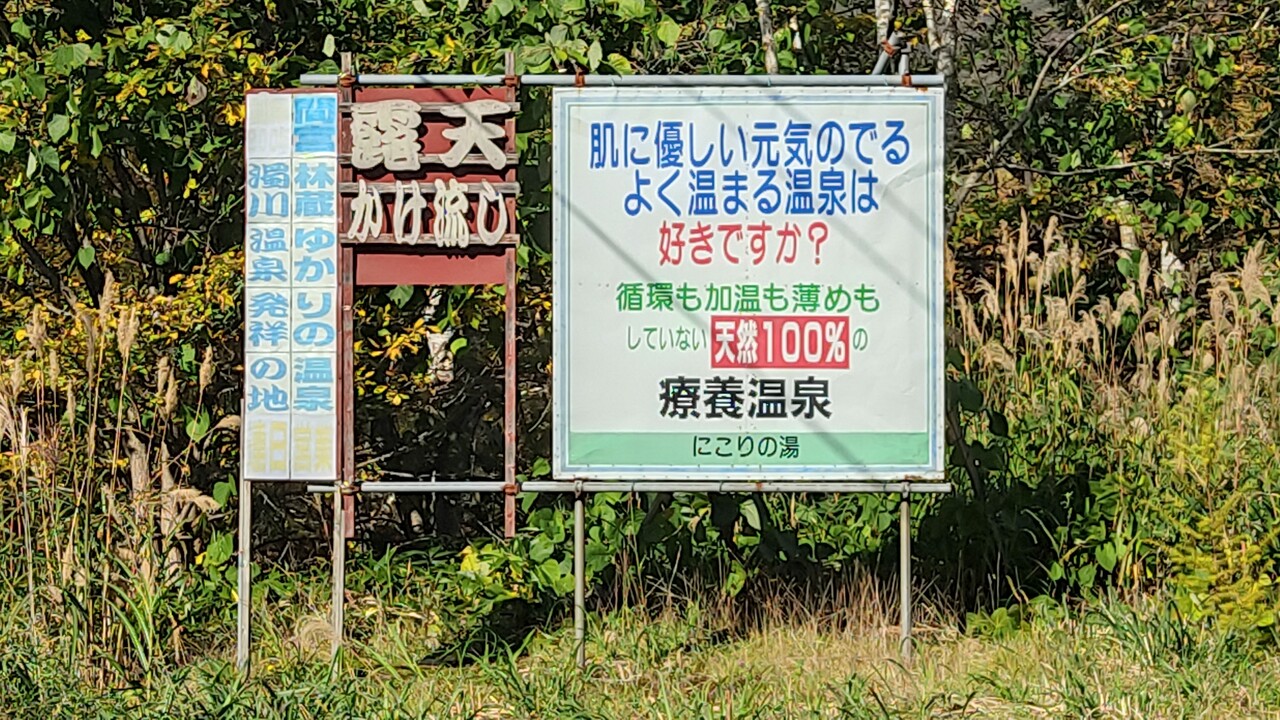 間宮林蔵ゆかりの温泉
濁川温泉発祥の地
露天
かけ流し
肌に優しい元気のでる
よく温まる温泉は
好きですか?
循環も加温も薄めも
していない天然100%の
療養温泉
にこりの湯